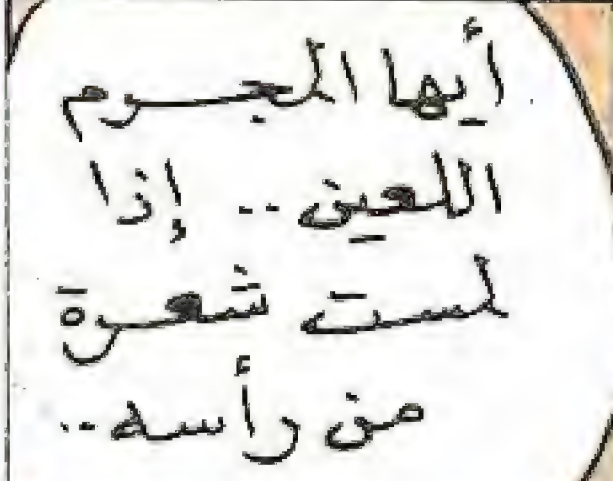 أيها المجرم
اللعين .. إذا
لمست شعرة
من رأسه ..